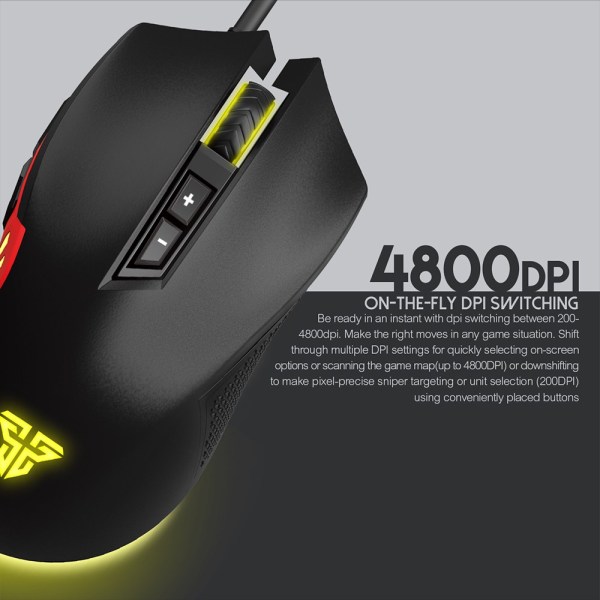 +
-
4800DPI
ON-THE-FLY DPI SWITCHING
Be ready in an instant with dpi switching between 200-
4800dpi. Make the right moves in any game situation. Shift
through multiple DPI settings for quickly selecting on-screen
options or scanning the game map(up to 4800DPI) or downshifting
to make pixel-precise sniper targeting or unit selection (200DPI)
using conveniently placed buttons